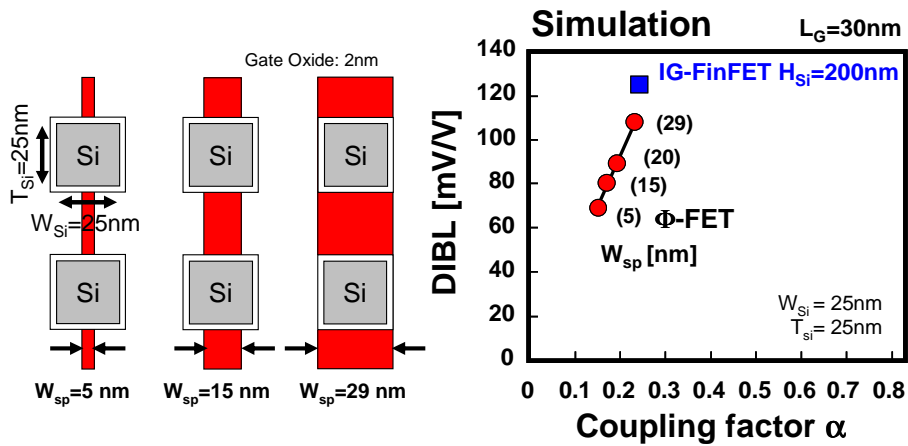 Gate Oxide: 2nm
Si
Si
Si
T_Si=25nm
W_Si=25nm
Si
Si
Si
W_sp=5 nm
W_sp=15 nm
W_sp=29 nm
Simulation
L_G=30nm
140
120
100
80
60
40
20
0
DIBL [mV/V]
IG-FinFET H_Si=200nm
(29)
(20)
(15)
(5)
Φ-FET
W_sp [nm]
W_Si = 25nm
T_si = 25nm
0 0.1 0.2 0.3 0.4 0.5 0.6 0.7 0.8
Coupling factor α